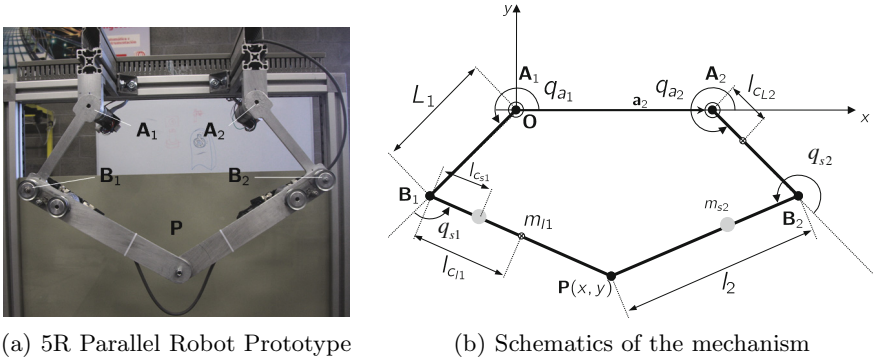 A1
A2
B1
B2
P
(a) 5R Parallel Robot Prototype
y
A1
qa1
L1
O
a2
qa2
A2
lcL2
x
B1
lcs1
qs1
ml1
lcl1
P(x, y)
ms2
l2
B2
qs2
(b) Schematics of the mechanism